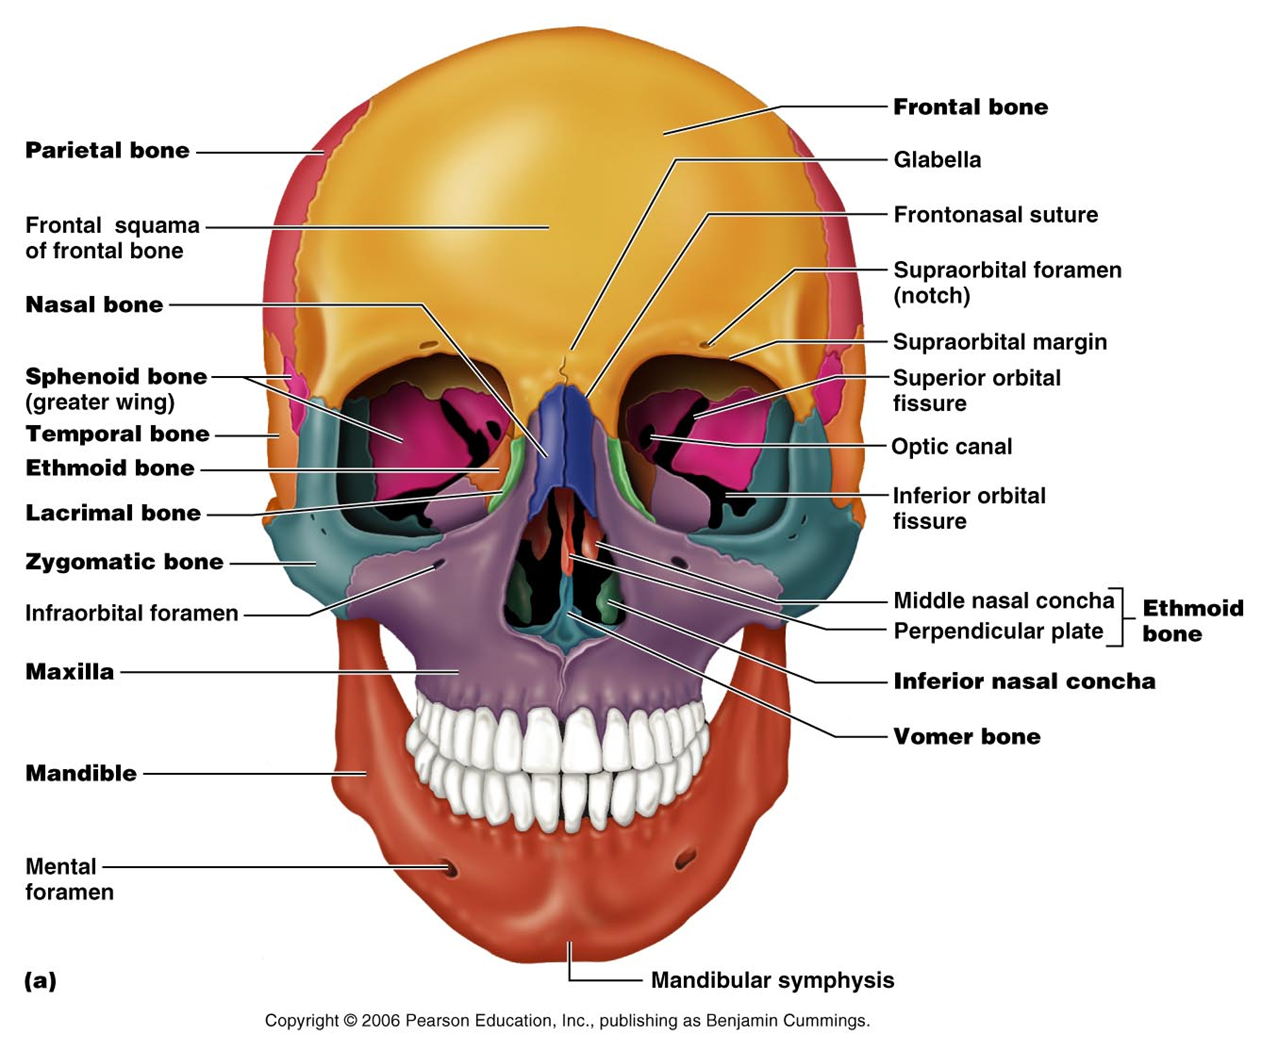 Parietal bone
Frontal squama
of frontal bone
Nasal bone
Sphenoid bone
(greater wing)
Temporal bone
Ethmoid bone
Lacrimal bone
Zygomatic bone
Infraorbital foramen
Maxilla
Mandible
Mental
foramen
(a)
Frontal bone
Glabella
Frontonasal suture
Supraorbital foramen
(notch)
Supraorbital margin
Superior orbital
fissure
Optic canal
Inferior orbital
fissure
Middle nasal concha
Perpendicular plate
Ethmoid
bone
Inferior nasal concha
Vomer bone
Mandibular symphysis
Copyright © 2006 Pearson Education, Inc., publishing as Benjamin Cummings.